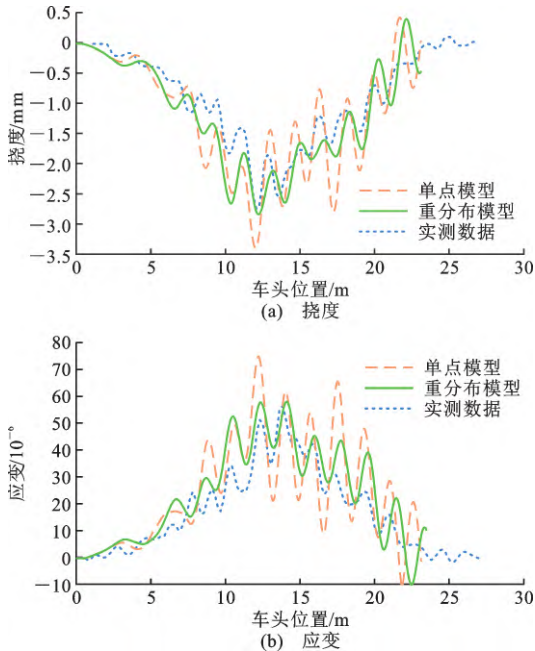 0.5
0
—0.5
—1.0
—1.5
—2.0
—2.5
—3.0
—3.5
挠度/mm
单点模型
重分布模型
实测数据
0 5 10 15 20 25 30
车头位置/m
(a) 挠度
80
70
60
50
40
30
20
10
0
—10
应变/10⁻⁶
单点模型
重分布模型
实测数据
0 5 10 15 20 25 30
车头位置/m
(b) 应变